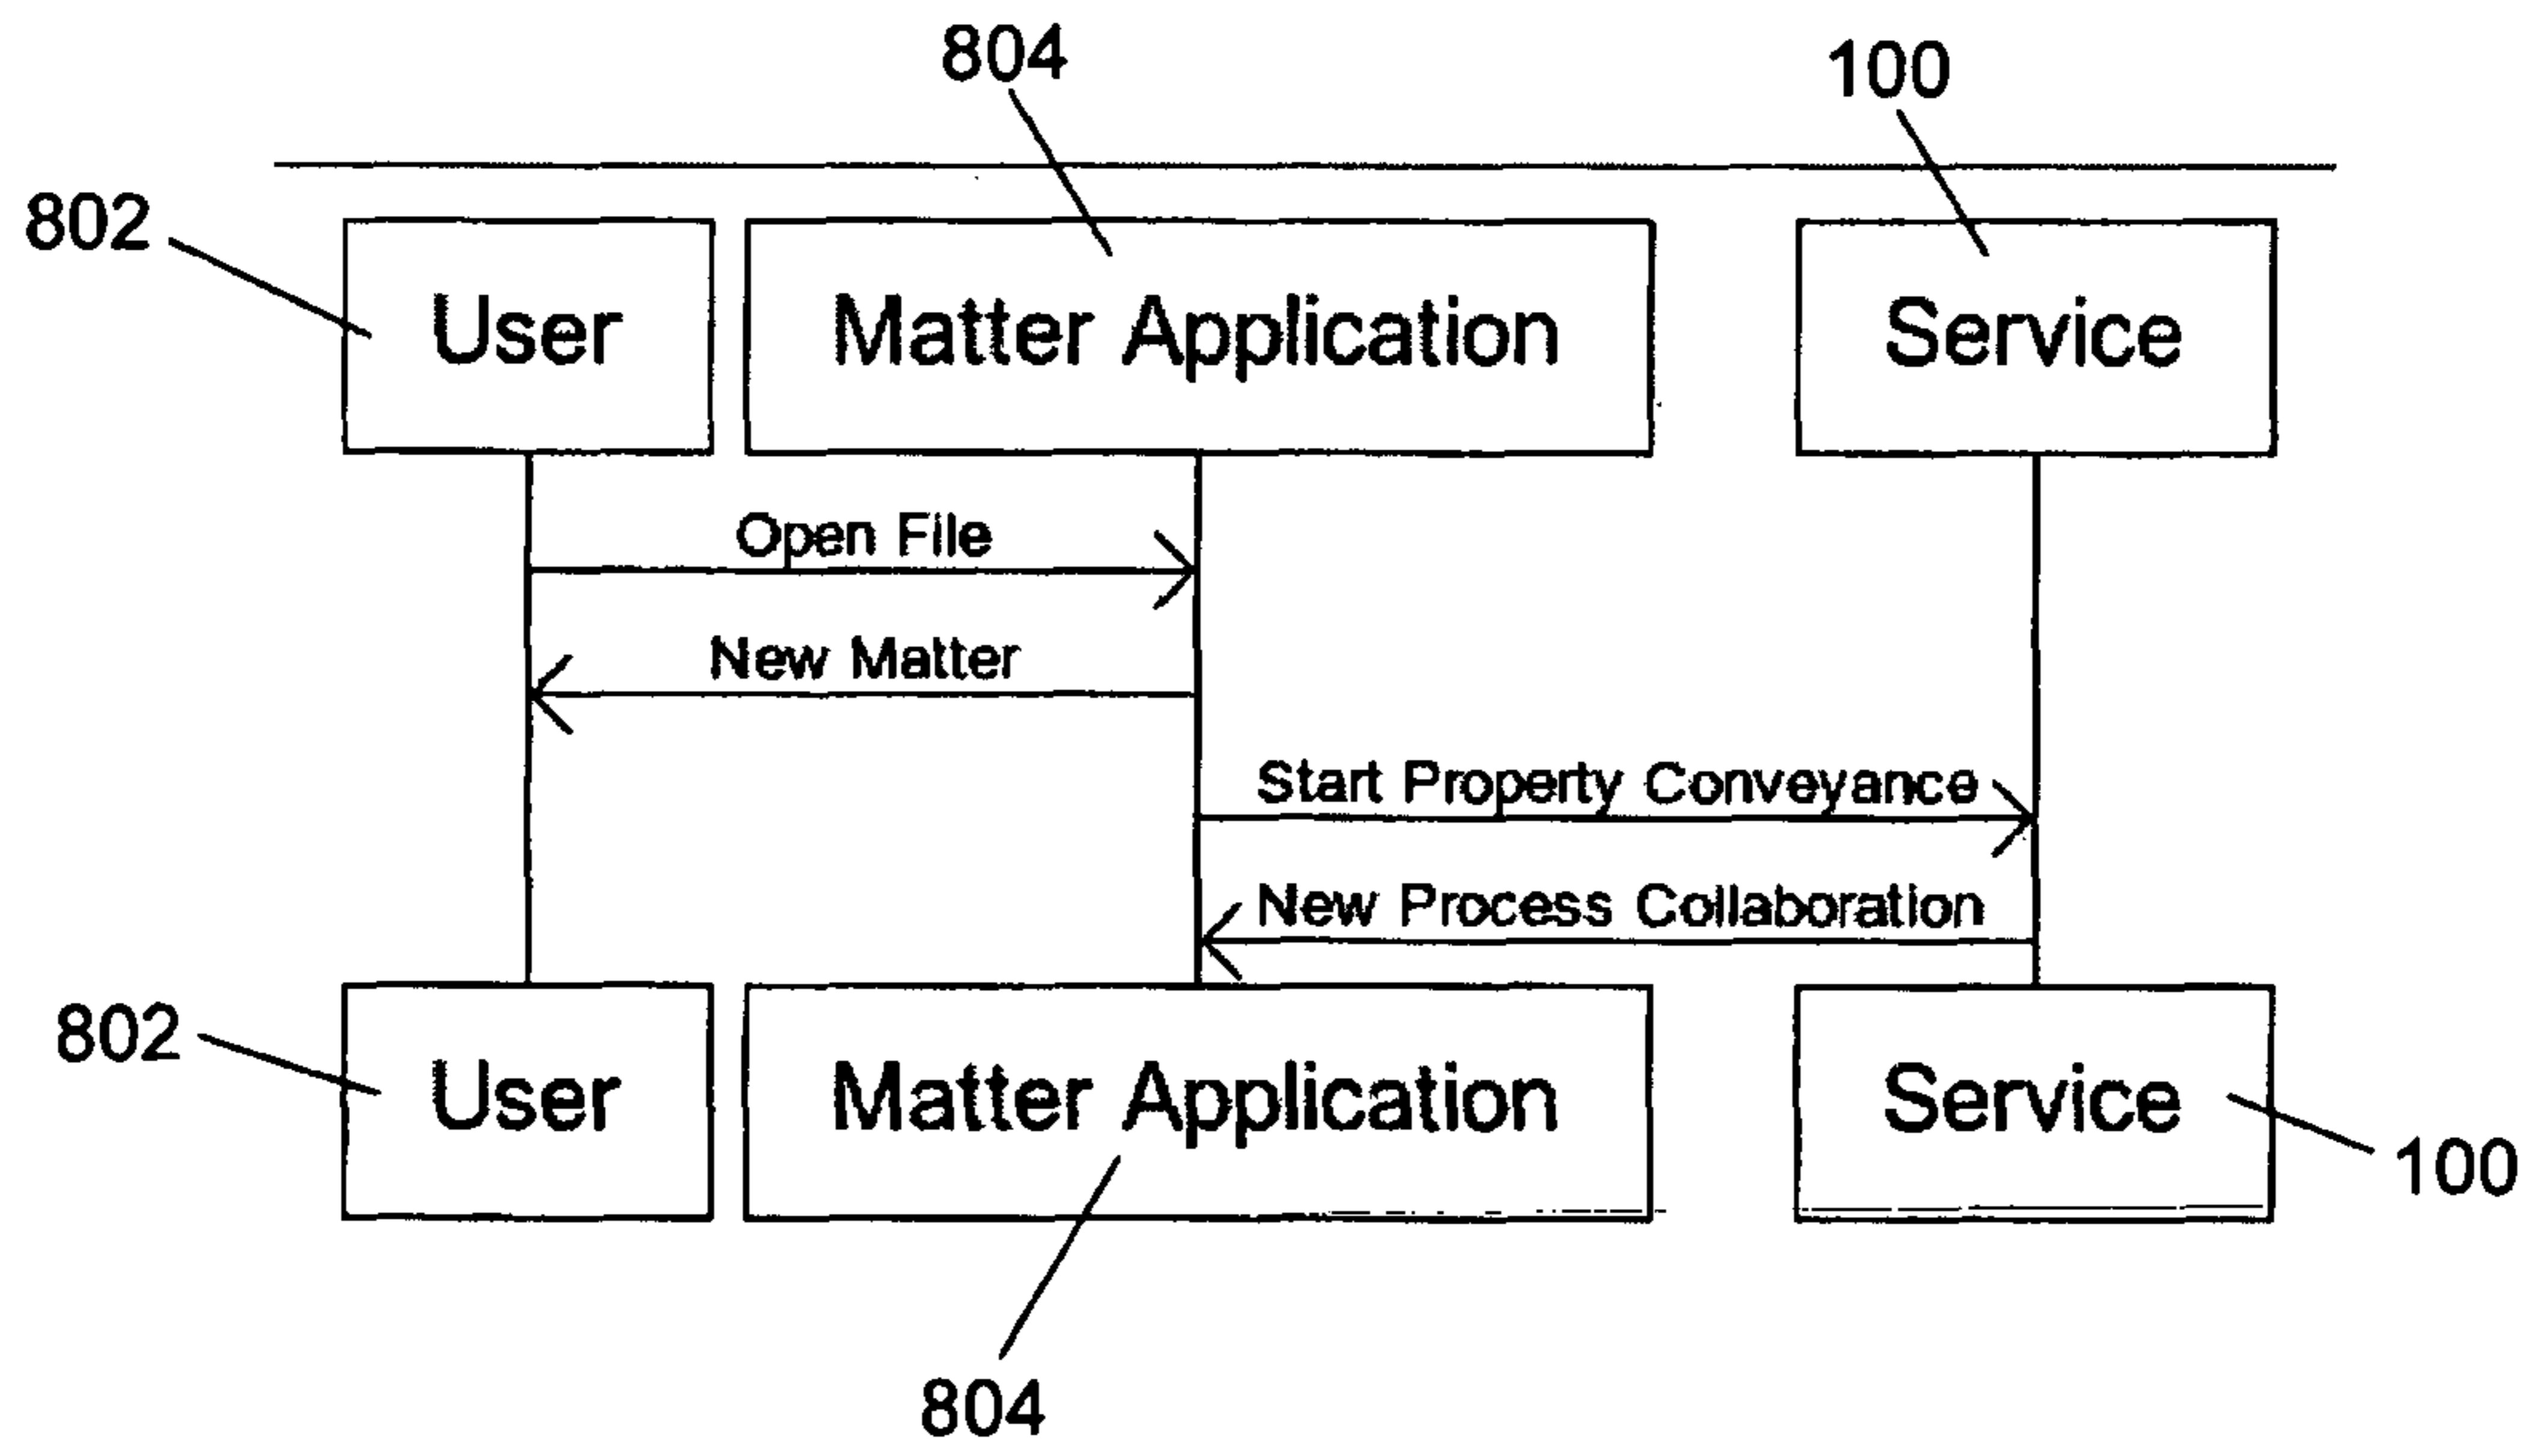 804
100
802
User
Matter Application
Service
Open File
New Matter
Start Property Conveyance
New Process Collaboration
802
User
Matter Application
Service
100
804